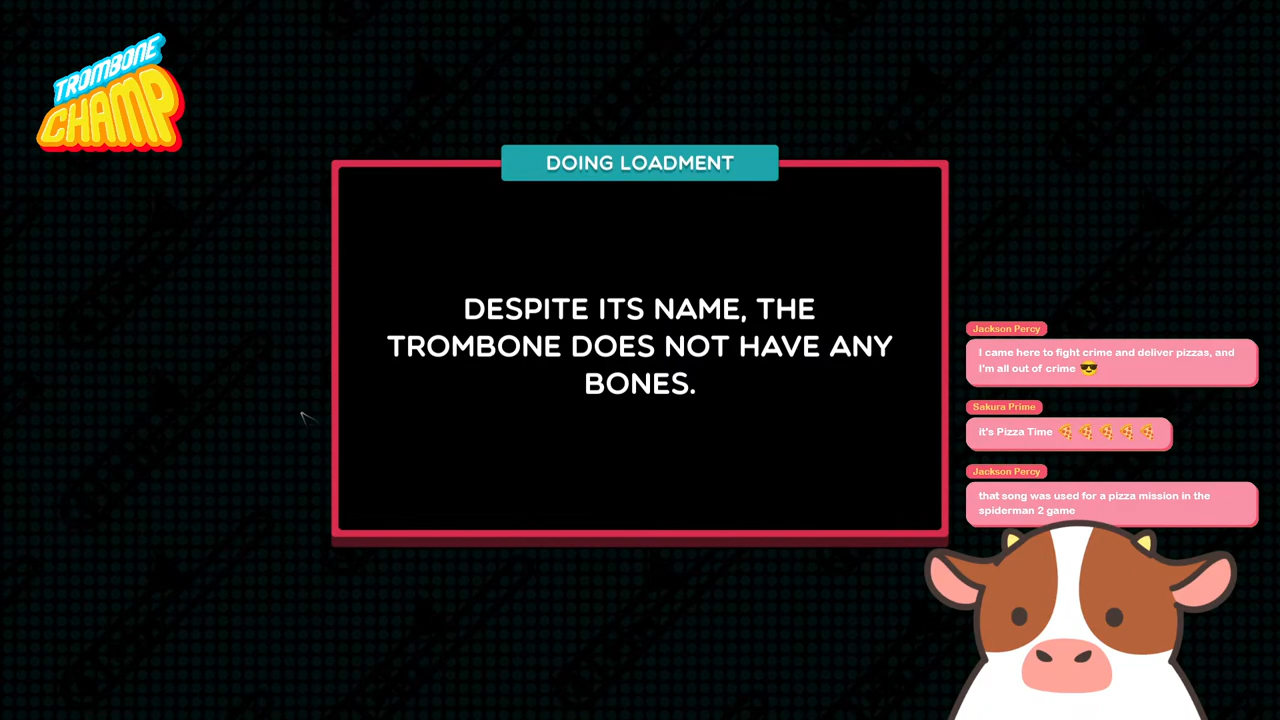 TROMBONE
CHAMP
DOING LOADMENT
DESPITE ITS NAME, THE
TROMBONE DOES NOT HAVE ANY
BONES.
Jackson Percy
I came here to fight crime and deliver pizzas, and
I'm all out of crime 😎
Sakura Prime
it's Pizza Time 🍕🍕🍕🍕🍕
Jackson Percy
that song was used for a pizza mission in the
spiderman 2 game